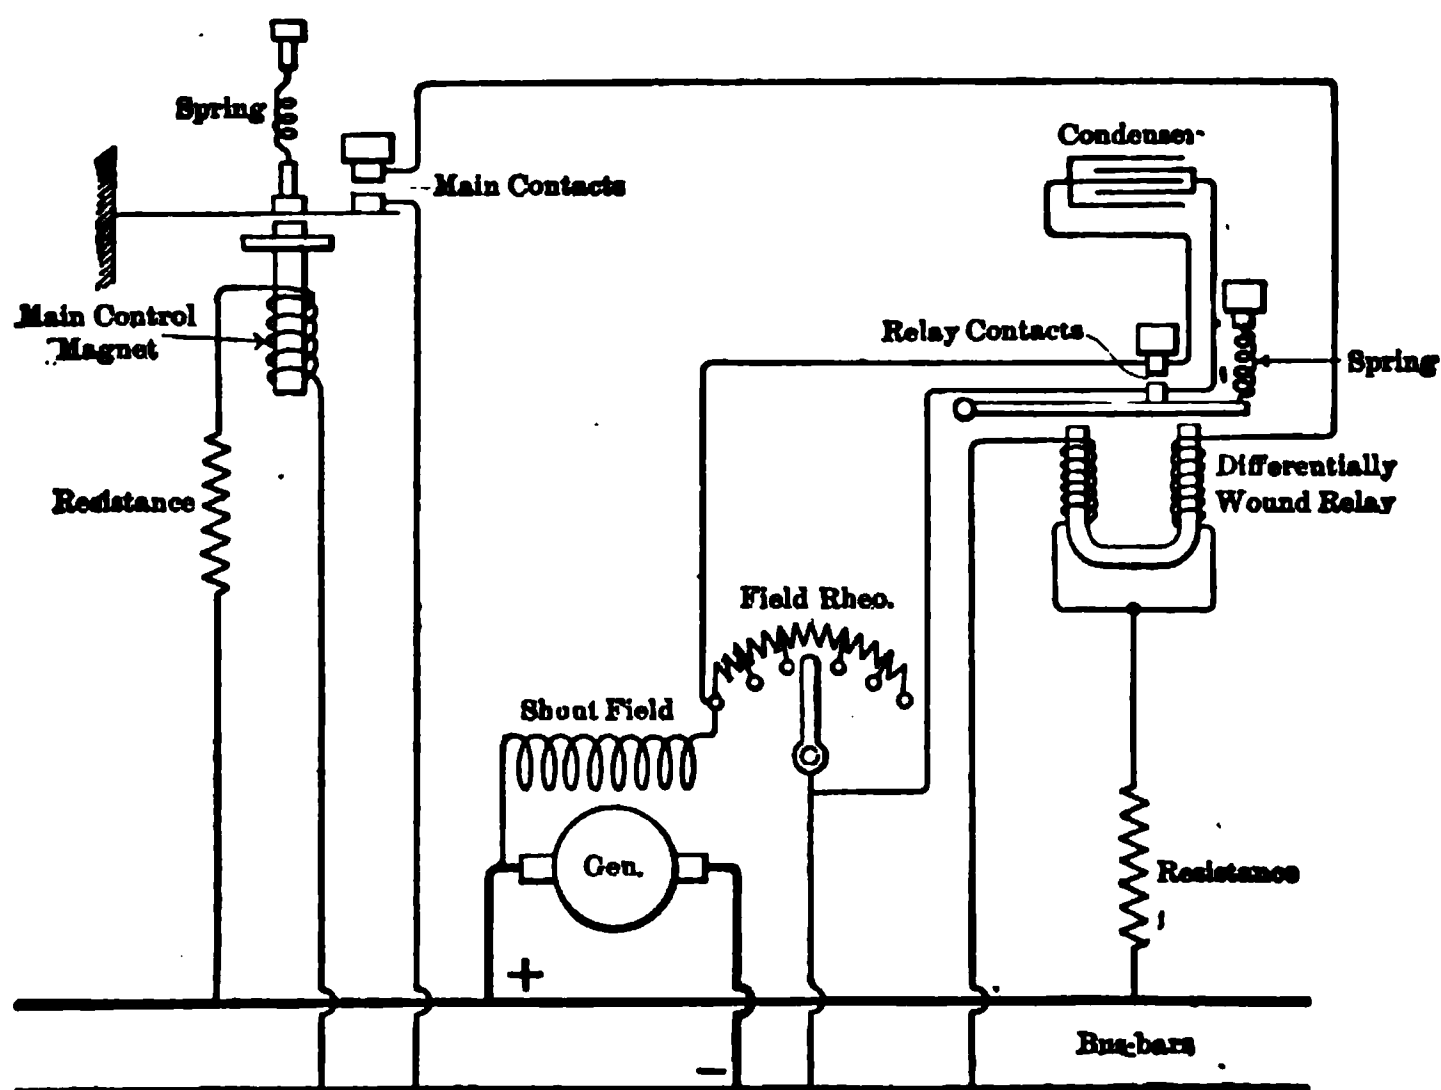 Spring
Condenser
Main Contacts
Main Control
Magnet
Relay Contacts
Spring
Resistance
Differentially
Wound Relay
Field Rheo.
Shunt Field
Gen.
Resistance
+
Bus-bars
−